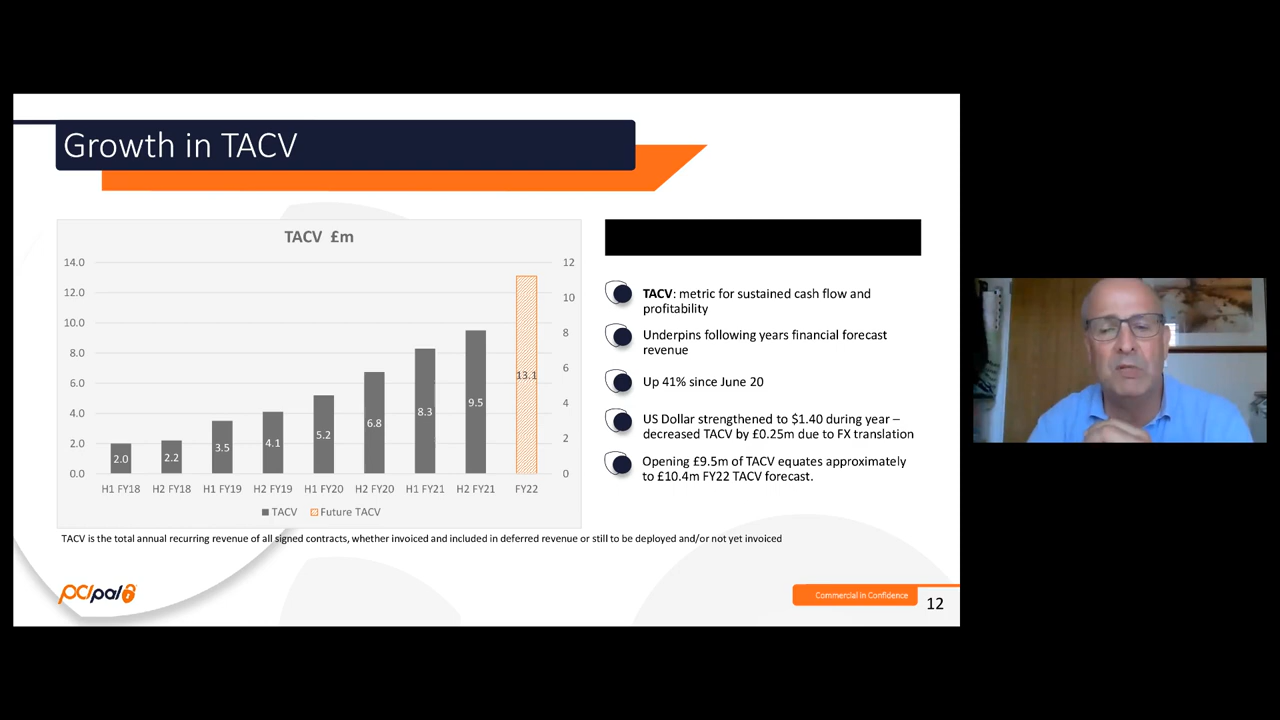 Growth in TACV
TACV £m
14.0
12.0
10.0
8.0
6.0
4.0
2.0
0.0
12
10
8
6
4
2
0
2.0
2.2
3.5
4.1
5.2
6.8
8.3
9.5
13.1
H1 FY18 H2 FY18 H1 FY19 H2 FY19 H1 FY20 H2 FY20 H1 FY21 H2 FY21 FY22
TACV Future TACV
TACV: metric for sustained cash flow and
profitability
Underpins following years financial forecast
revenue
Up 41% since June 20
US Dollar strengthened to $1.40 during year –
decreased TACV by £0.25m due to FX translation
Opening £9.5m of TACV equates approximately
to £10.4m FY22 TACV forecast.
TACV is the total annual recurring revenue of all signed contracts, whether invoiced and included in deferred revenue or still to be deployed and/or not yet invoiced
pcipal
Commercial in Confidence
12